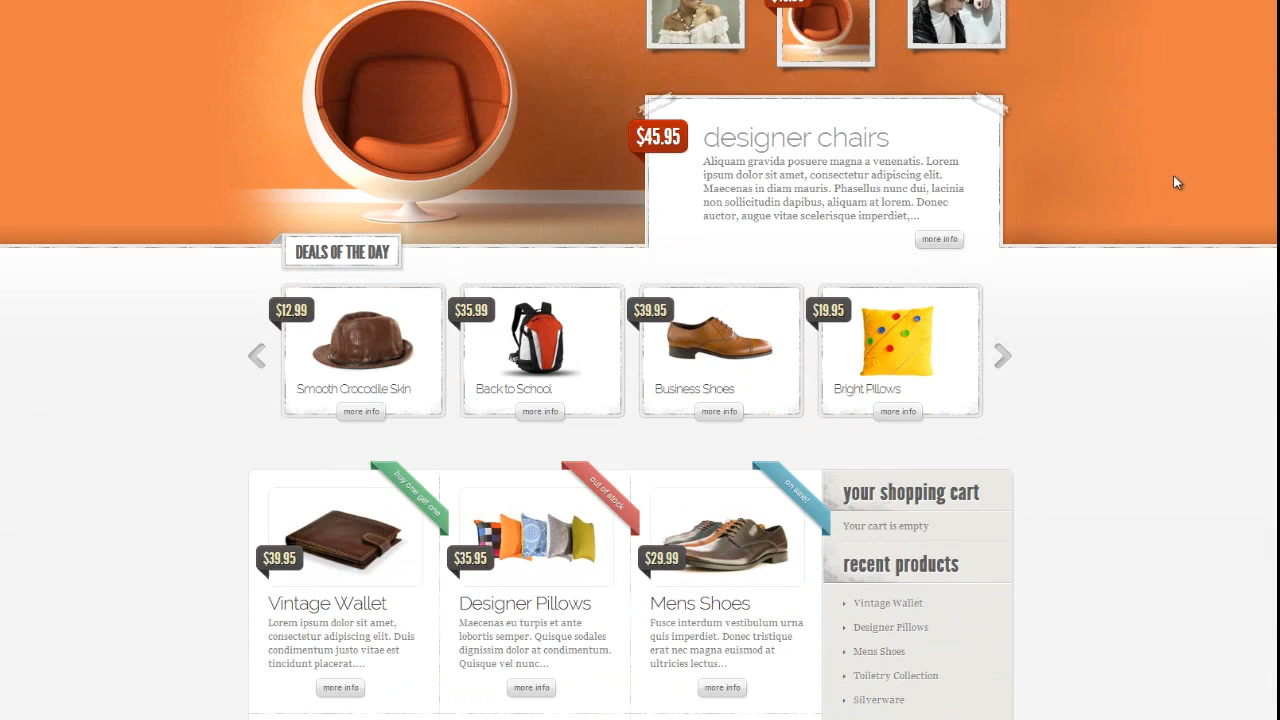 $45.95
designer chairs
Aliquam gravida posuere magna a venenatis. Lorem
ipsum dolor sit amet, consectetur adipiscing elit.
Maecenas in diam mauris. Phasellus nunc dui, lacinia
non sollicitudin dapibus, aliquam at lorem. Donec
auctor, augue vitae scelerisque imperdiet,...
more info
DEALS OF THE DAY
$12.99
Smooth Crocodile Skin
more info
$35.99
Back to School
more info
$39.95
Business Shoes
more info
$19.95
Bright Pillows
more info
buy one get one
$39.95
Vintage Wallet
Lorem ipsum dolor sit amet,
consectetur adipiscing elit. Duis
condimentum justo vitae est
tincidunt placerat....
more info
out of stock
$35.95
Designer Pillows
Maecenas eu turpis et ante
lobortis semper. Quisque sodales
dignissim dolor at condimentum.
Quisque vel nunc...
more info
on sale!
$29.99
Mens Shoes
Fusce interdum vestibulum urna
quis imperdiet. Donec tristique
erat nec magna euismod at
ultricies lectus...
more info
your shopping cart
Your cart is empty
recent products
Vintage Wallet
Designer Pillows
Mens Shoes
Toiletry Collection
Silverware